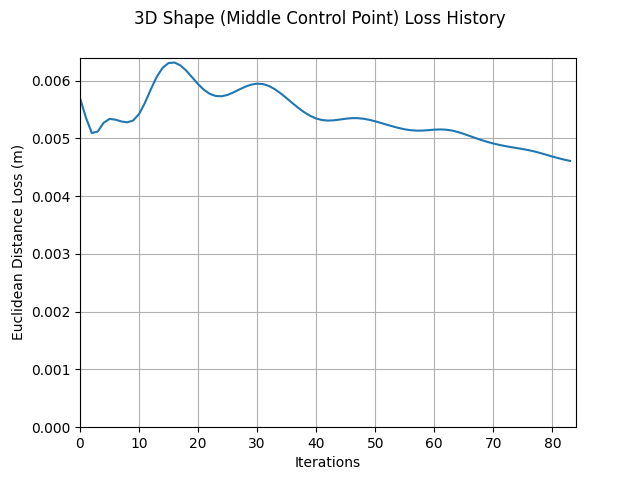 3D Shape (Middle Control Point) Loss History
0.006
0.005
0.004
0.003
0.002
0.001
0.000
Euclidean Distance Loss (m)
0 10 20 30 40 50 60 70 80
Iterations